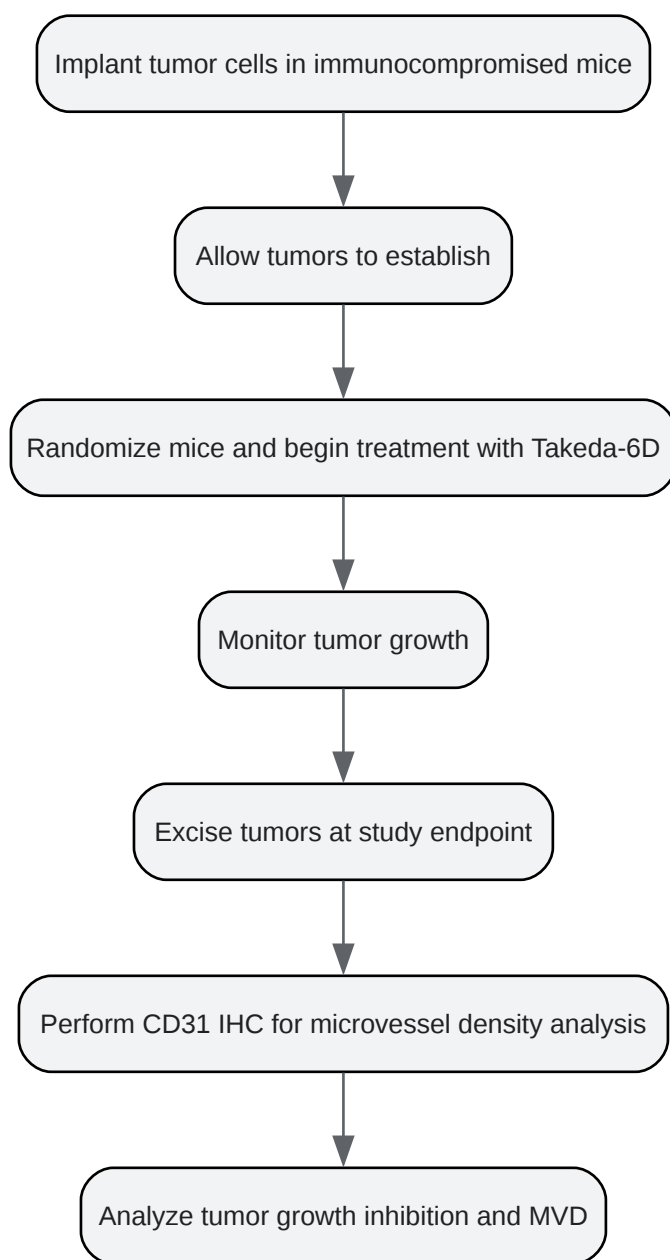 Implant tumor cells in immunocompromised mice
Allow tumors to establish
Randomize mice and begin treatment with Takeda-6D
Monitor tumor growth
Excise tumors at study endpoint
Perform CD31 IHC for microvessel density analysis
Analyze tumor growth inhibition and MVD